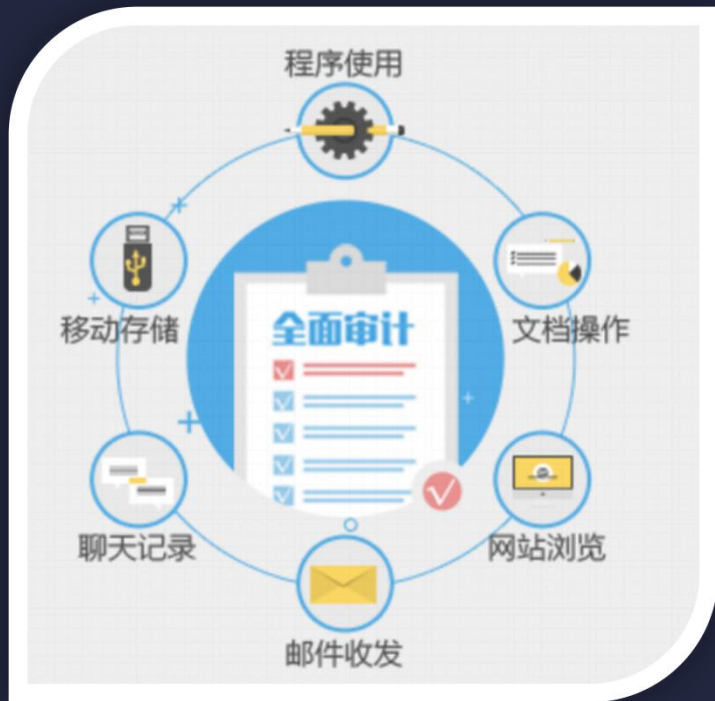 程序使用
移动存储
文档操作
全面审计
聊天记录
网站浏览
邮件收发